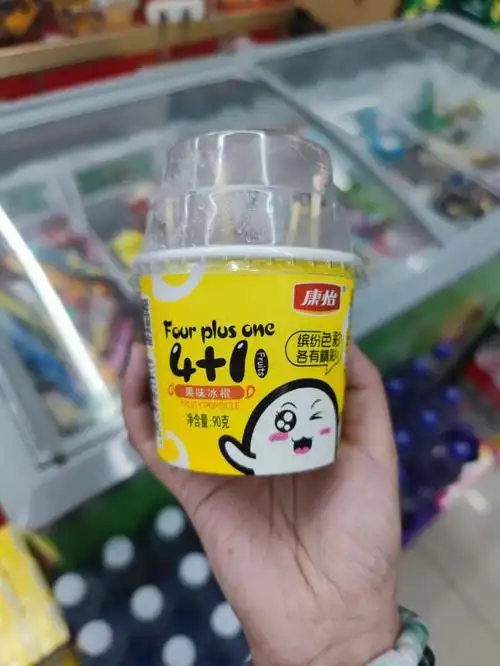 康怡
Four plus one
4+1
Fruits
缤纷色彩
各有精彩
果味冰棍
FRUITY POPSICLE
净含量:90克